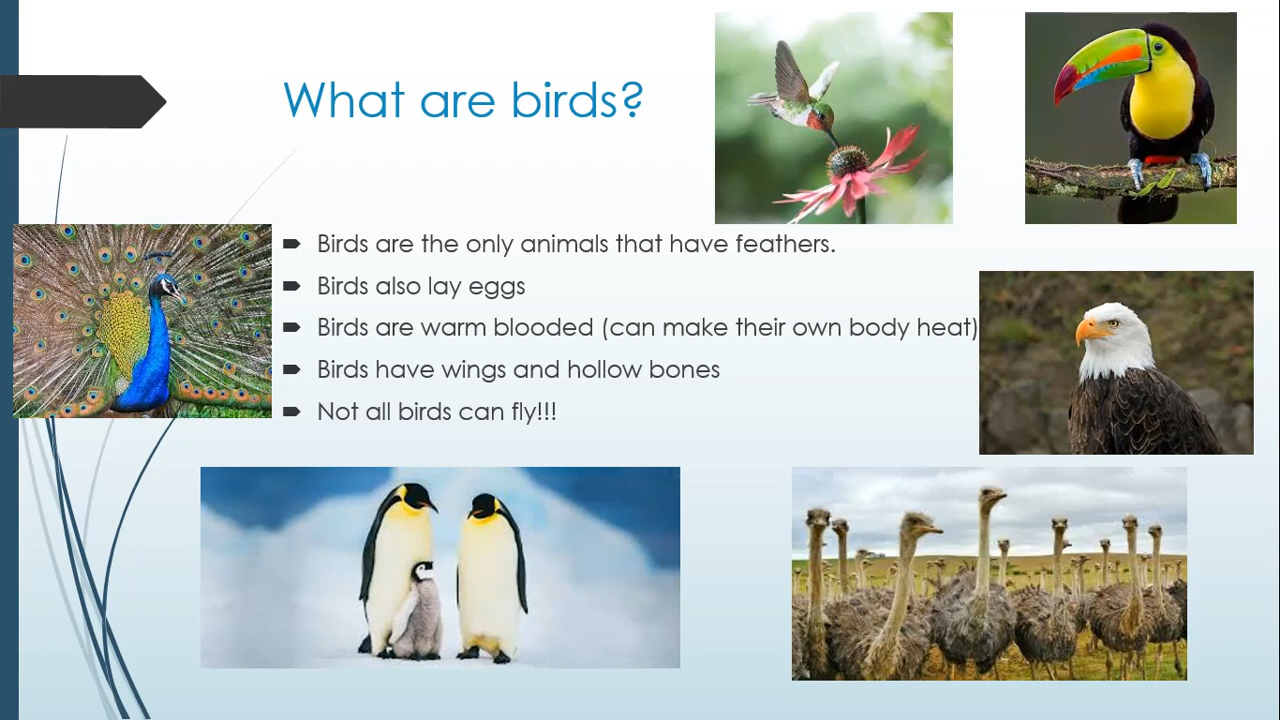 What are birds?
Birds are the only animals that have feathers.
Birds also lay eggs
Birds are warm blooded (can make their own body heat)
Birds have wings and hollow bones
Not all birds can fly!!!